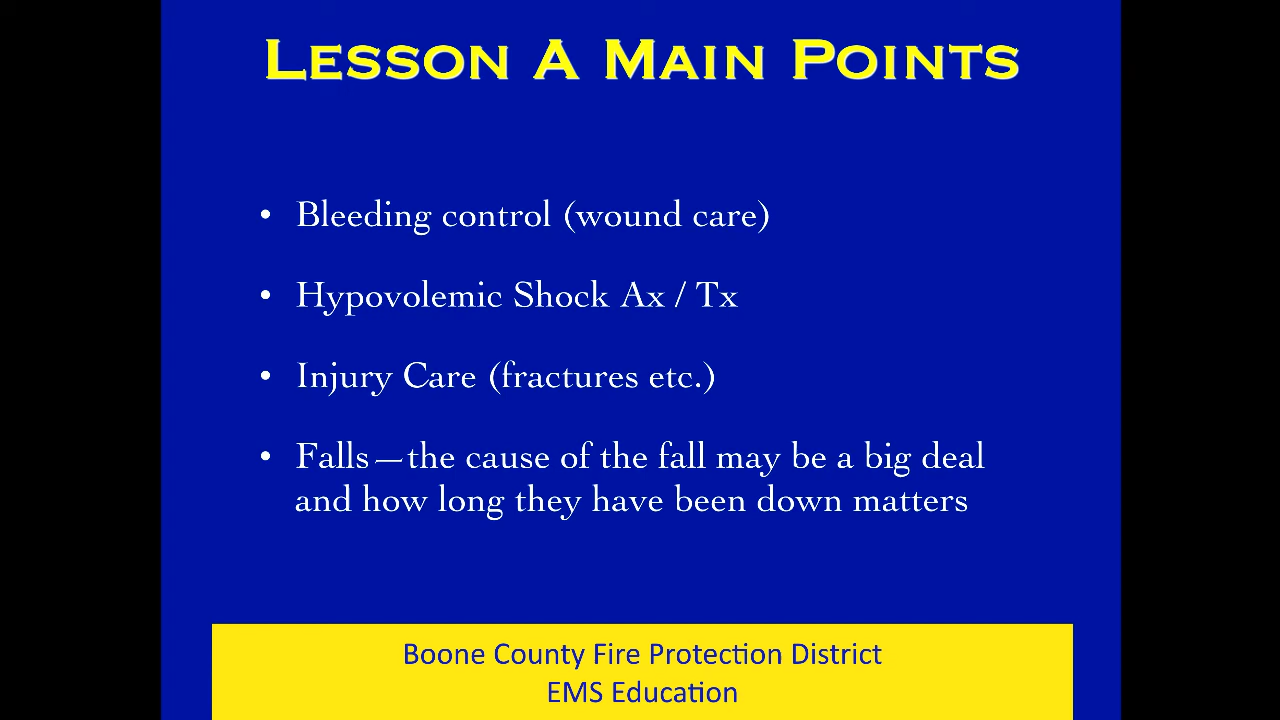 Lesson A Main Points
• Bleeding control (wound care)
• Hypovolemic Shock Ax / Tx
• Injury Care (fractures etc.)
• Falls—the cause of the fall may be a big deal
and how long they have been down matters
Boone County Fire Protection District
EMS Education